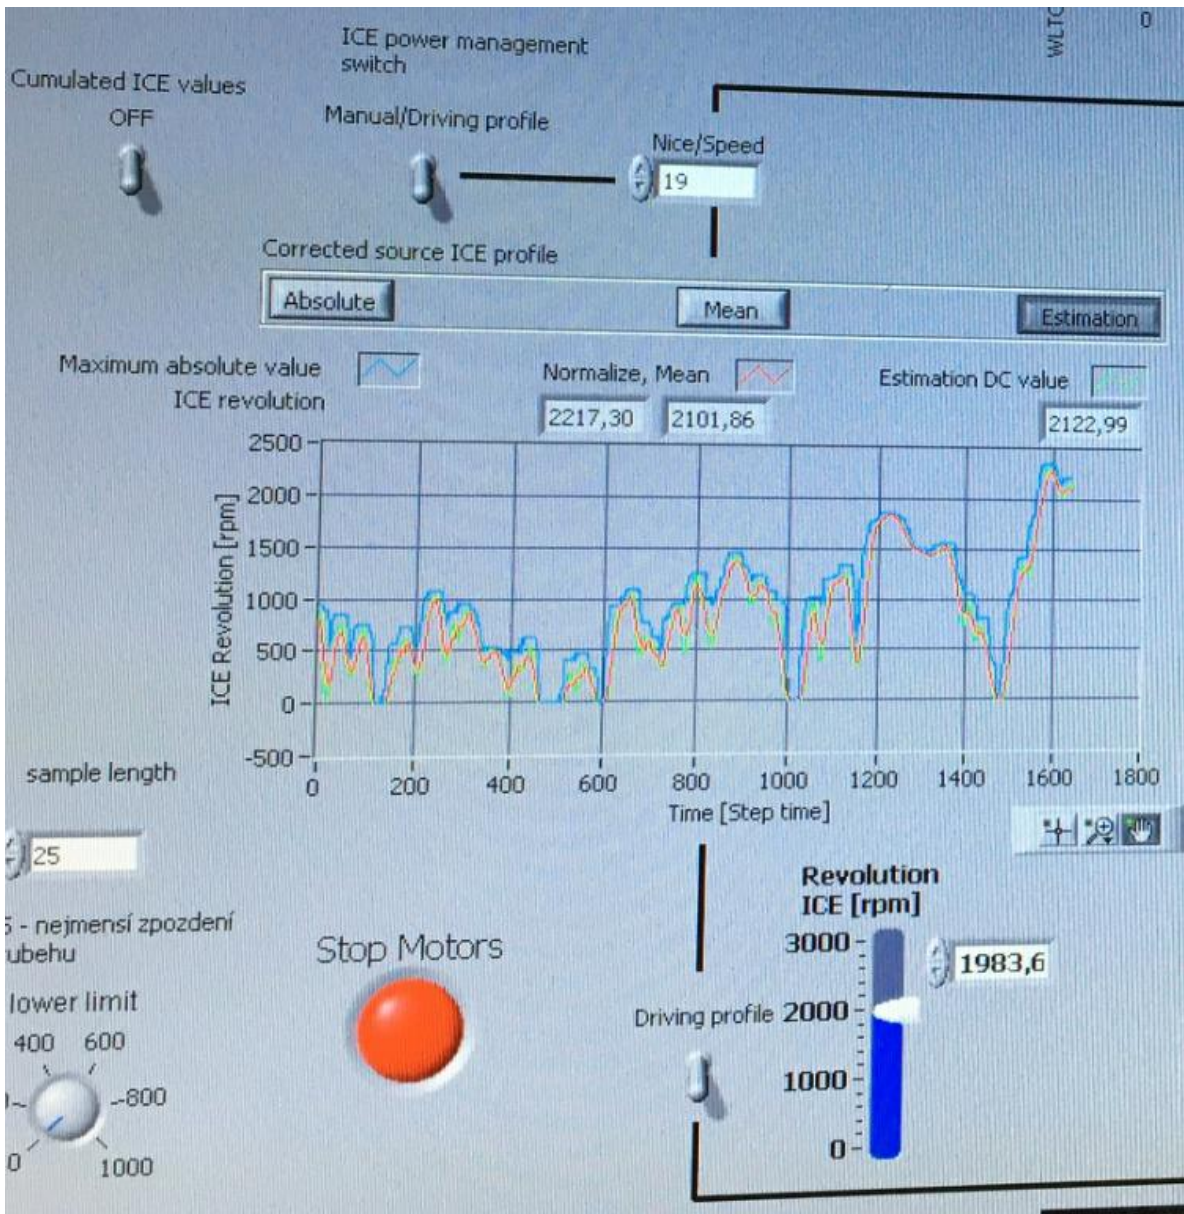 WLTC
0
ICE power management
switch
Cumulated ICE values
OFF
Manual/Driving profile
Nice/Speed
19
Corrected source ICE profile
Absolute
Mean
Estimation
Maximum absolute value
Normalize, Mean
Estimation DC value
ICE revolution
2217,30
2101,86
2122,99
ICE Revolution [rpm]
2500
2000
1500
1000
500
0
-500
0 200 400 600 800 1000 1200 1400 1600 1800
Time [Step time]
sample length
25
5 - nejmensí zpozdení
ubehu
lower limit
400 600
800
0
1000
Stop Motors
Revolution
ICE [rpm]
3000
2000
1000
0
1983,6
Driving profile